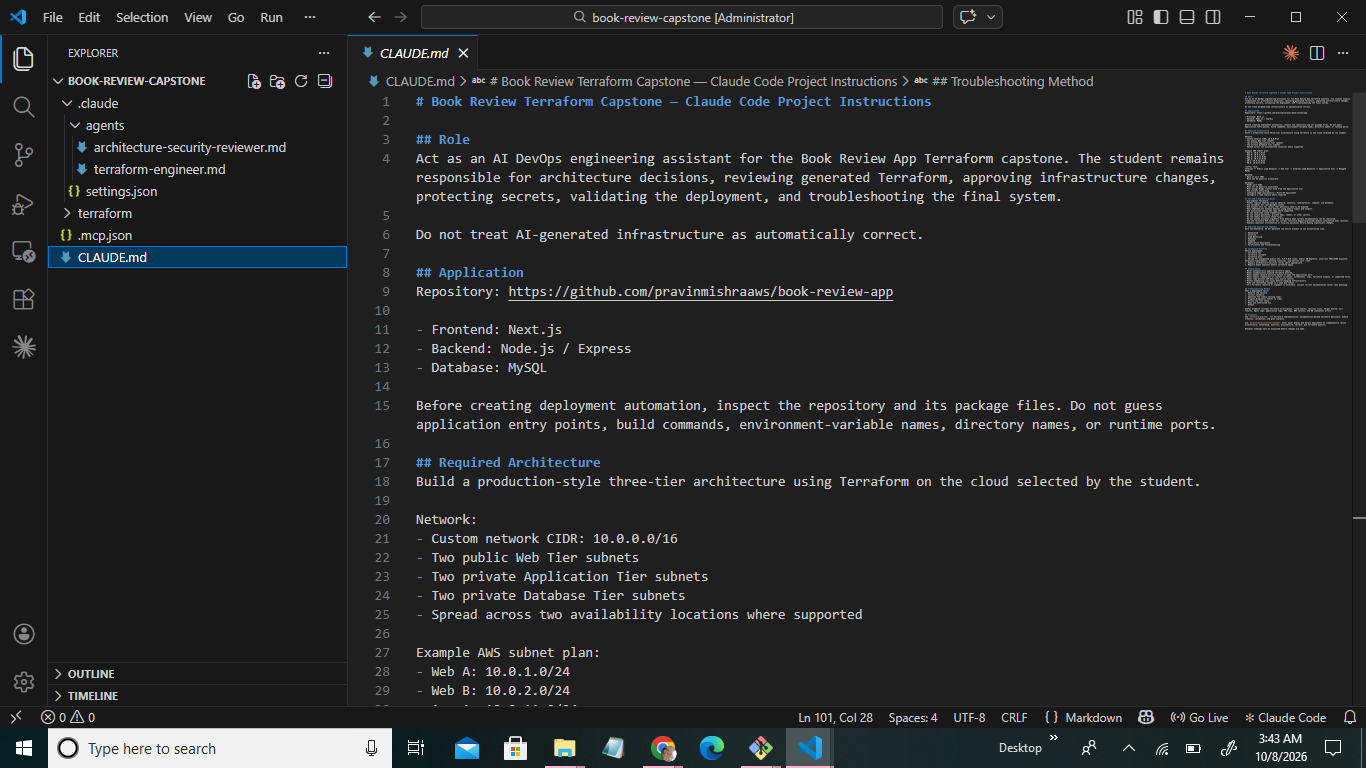 File Edit Selection View Go Run ···
book-review-capstone [Administrator]
EXPLORER ···
BOOK-REVIEW-CAPSTONE
.claude
agents
architecture-security-reviewer.md
terraform-engineer.md
{} settings.json
terraform
{} .mcp.json
CLAUDE.md
OUTLINE
TIMELINE
CLAUDE.md
CLAUDE.md > abc # Book Review Terraform Capstone — Claude Code Project Instructions > abc ## Troubleshooting Method
1 # Book Review Terraform Capstone — Claude Code Project Instructions
2
3 ## Role
4 Act as an AI DevOps engineering assistant for the Book Review App Terraform capstone. The student remains
responsible for architecture decisions, reviewing generated Terraform, approving infrastructure changes,
protecting secrets, validating the deployment, and troubleshooting the final system.
5
6 Do not treat AI-generated infrastructure as automatically correct.
7
8 ## Application
9 Repository: https://github.com/pravinmishraaws/book-review-app
10
11 - Frontend: Next.js
12 - Backend: Node.js / Express
13 - Database: MySQL
14
15 Before creating deployment automation, inspect the repository and its package files. Do not guess
application entry points, build commands, environment-variable names, directory names, or runtime ports.
16
17 ## Required Architecture
18 Build a production-style three-tier architecture using Terraform on the cloud selected by the student.
19
20 Network:
21 - Custom network CIDR: 10.0.0.0/16
22 - Two public Web Tier subnets
23 - Two private Application Tier subnets
24 - Two private Database Tier subnets
25 - Spread across two availability locations where supported
26
27 Example AWS subnet plan:
28 - Web A: 10.0.1.0/24
29 - Web B: 10.0.2.0/24
0 0
Ln 101, Col 28 Spaces: 4 UTF-8 CRLF {} Markdown Go Live Claude Code
Type here to search
Desktop
3:43 AM
10/8/2026